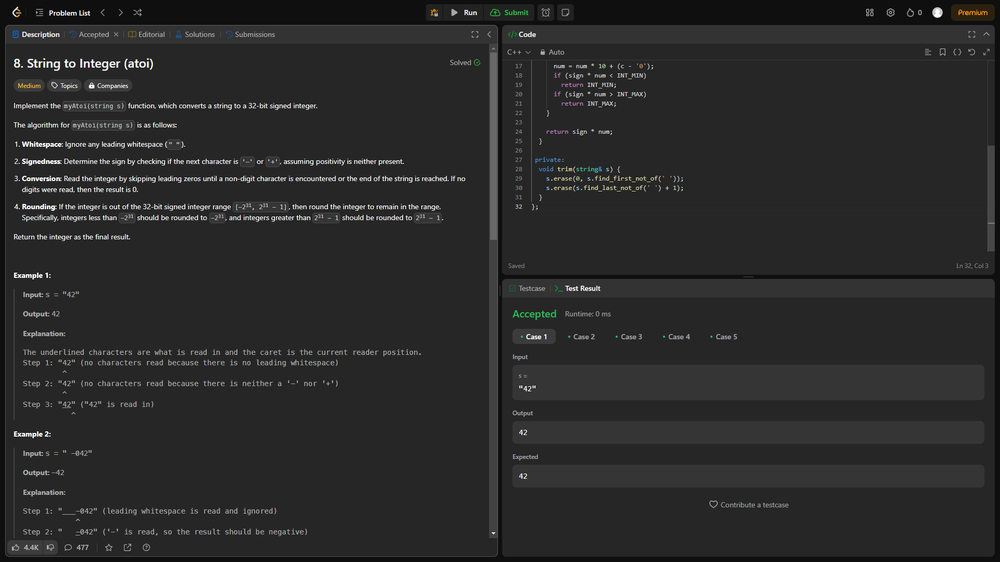 Problem List
Run
Submit
0
Premium
Description
Accepted
Editorial
Solutions
Submissions
8. String to Integer (atoi)
Solved
Medium
Topics
Companies
Implement the myAtoi(string s) function, which converts a string to a 32-bit signed integer.
The algorithm for myAtoi(string s) is as follows:
1. Whitespace: Ignore any leading whitespace (" ").
2. Signedness: Determine the sign by checking if the next character is '-' or '+', assuming positivity is neither present.
3. Conversion: Read the integer by skipping leading zeros until a non-digit character is encountered or the end of the string is reached. If no
digits were read, then the result is 0.
4. Rounding: If the integer is out of the 32-bit signed integer range [-2³¹, 2³¹ - 1], then round the integer to remain in the range.
Specifically, integers less than -2³¹ should be rounded to -2³¹, and integers greater than 2³¹ - 1 should be rounded to 2³¹ - 1.
Return the integer as the final result.
Example 1:
Input: s = "42"
Output: 42
Explanation:
The underlined characters are what is read in and the caret is the current reader position.
Step 1: "42" (no characters read because there is no leading whitespace)
^
Step 2: "42" (no characters read because there is neither a '-' nor '+')
^
Step 3: "42" ("42" is read in)
^
Example 2:
Input: s = " -042"
Output: -42
Explanation:
Step 1: "___-042" (leading whitespace is read and ignored)
^
Step 2: "   -042" ('-' is read, so the result should be negative)
4.4K
477
</> Code
C++
Auto
17 num = num * 10 + (c - '0');
18 if (sign * num < INT_MIN)
19 return INT_MIN;
20 if (sign * num > INT_MAX)
21 return INT_MAX;
22 }
23
24 return sign * num;
25 }
26
27 private:
28 void trim(string& s) {
29 s.erase(0, s.find_first_not_of(' '));
30 s.erase(s.find_last_not_of(' ') + 1);
31 }
32 };
Saved
Ln 32, Col 3
Testcase
>_ Test Result
Accepted
Runtime: 0 ms
Case 1
Case 2
Case 3
Case 4
Case 5
Input
s =
"42"
Output
42
Expected
42
Contribute a testcase